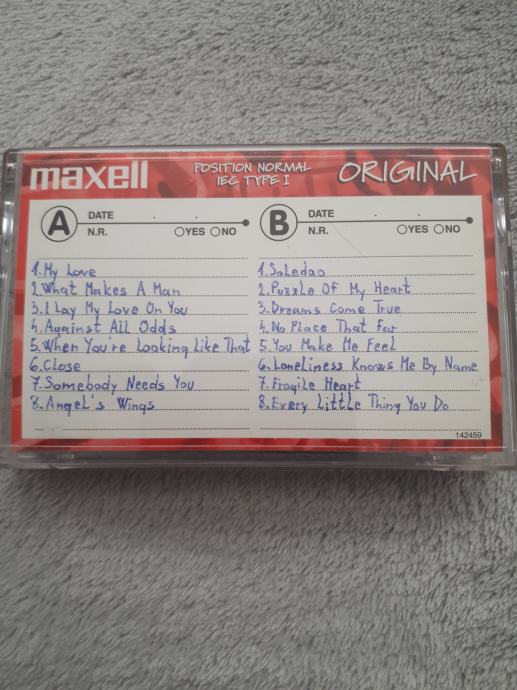 maxell
POSITION NORMAL
IEC TYPE I
ORIGINAL
A
DATE
N.R.
YES NO
1. My Love
2. What Makes A Man
3. I Lay My Love On You
4. Against All Odds
5. When You're Looking Like That
6. Close
7. Somebody Needs You
8. Angel's Wings
B
DATE
N.R.
YES NO
1. Soledao
2. Puzzle Of My Heart
3. Dreams Come True
4. No Place That Far
5. You Make Me Feel
6. Loneliness Knows Me By Name
7. Fragile Heart
8. Every Little Thing You Do
142459